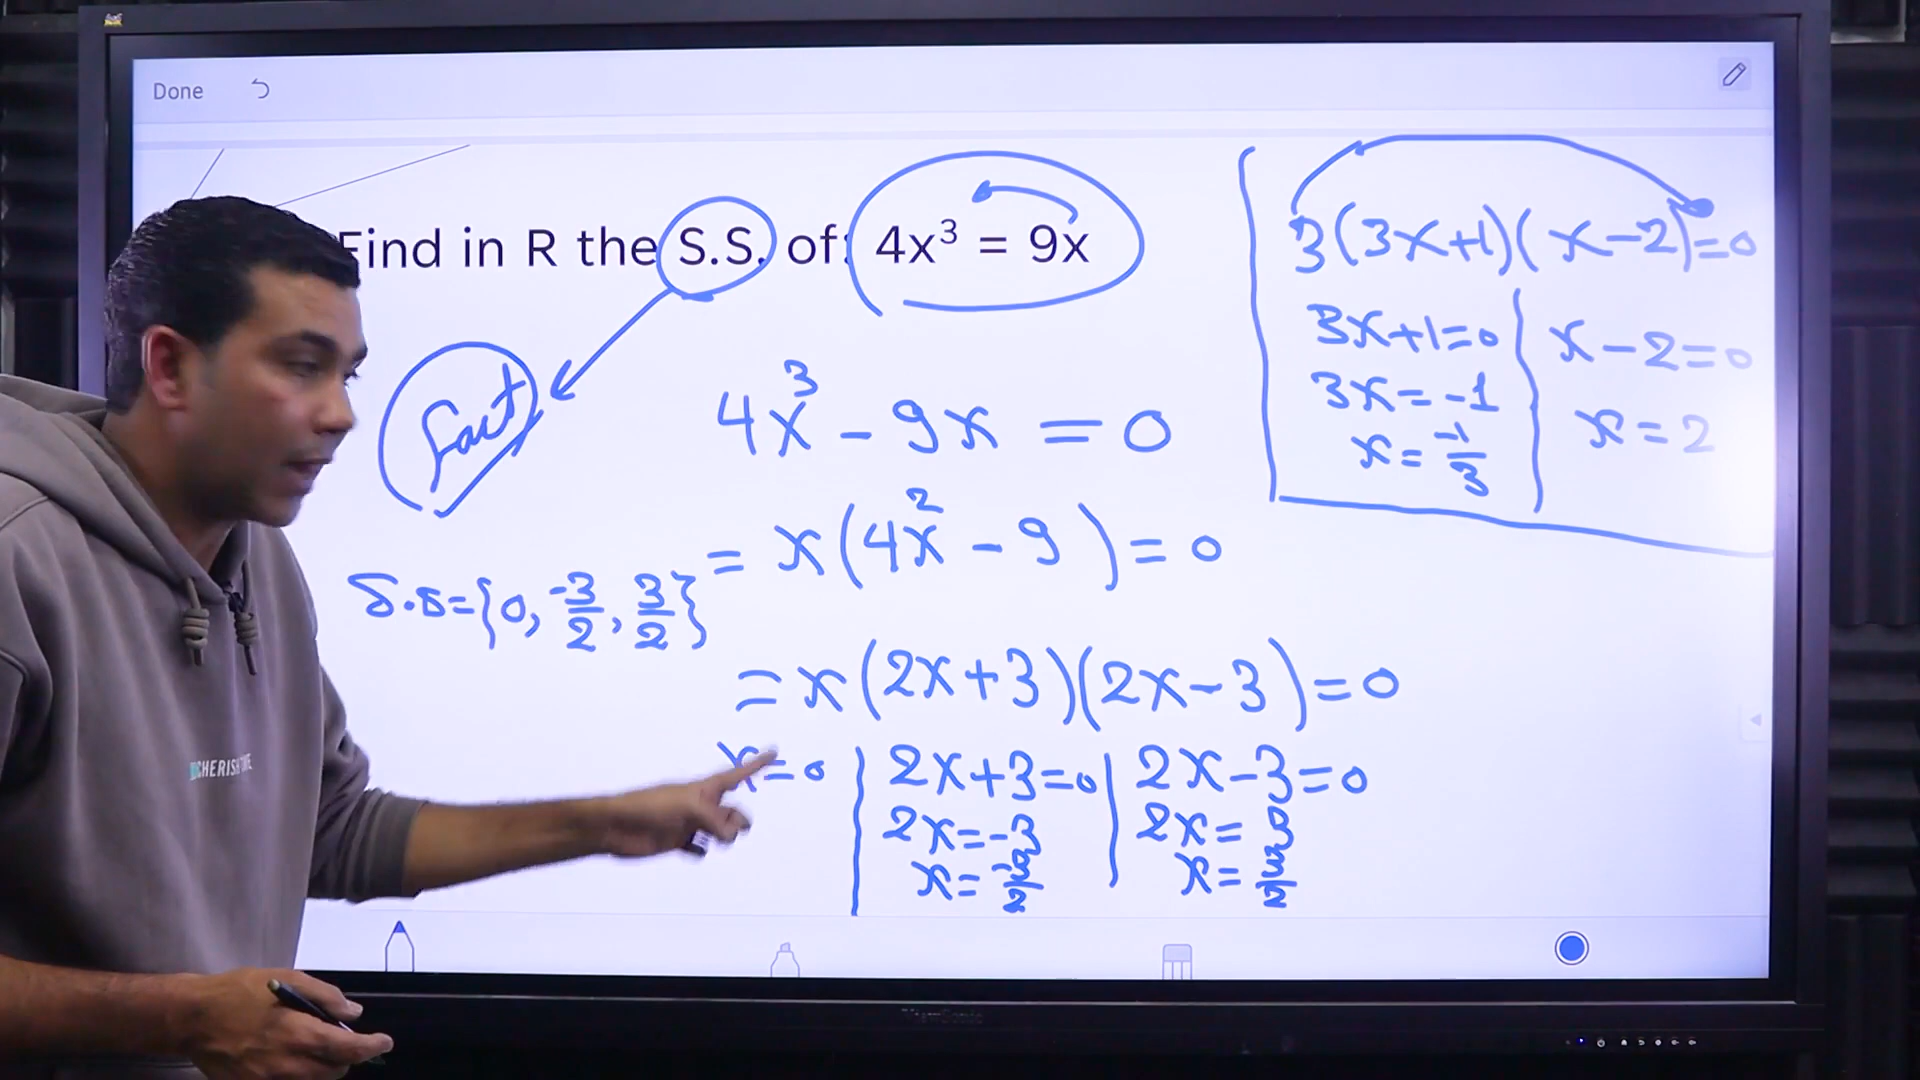 Done
Find in R the S.S. of: 4x³ = 9x
Fact
4x³ - 9x = 0
= x(4x² - 9) = 0
S.S = {0, -3/2, 3/2}
= x(2x+3)(2x-3) = 0
x = 0 | 2x+3=0 | 2x-3=0
2x=-3 | 2x=3
x=-3/2 | x=3/2
3(3x+1)(x-2)=0
3x+1=0 | x-2=0
3x=-1 | x=2
x=-1/3
ViewSonic